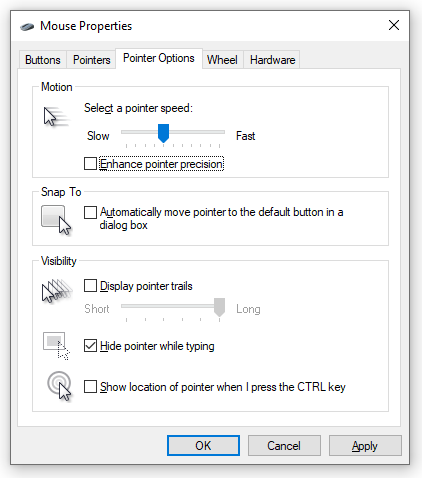 Mouse Properties
Buttons Pointers Pointer Options Wheel Hardware
Motion
Select a pointer speed:
Slow Fast
Enhance pointer precision
Snap To
Automatically move pointer to the default button in a
dialog box
Visibility
Display pointer trails
Short Long
Hide pointer while typing
Show location of pointer when I press the CTRL key
OK Cancel Apply